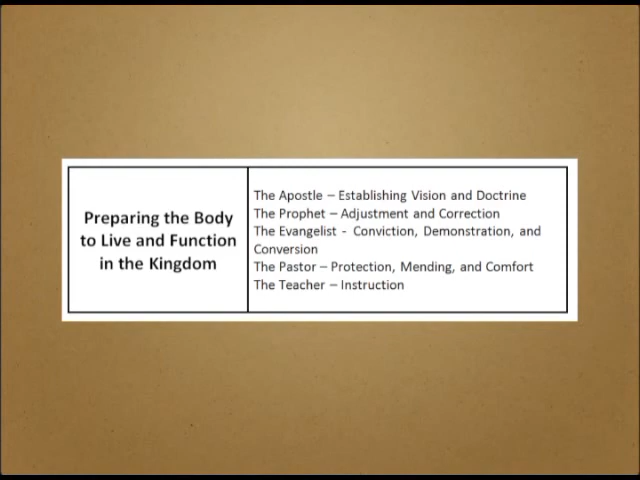 Preparing the Body
to Live and Function
in the Kingdom
The Apostle – Establishing Vision and Doctrine
The Prophet – Adjustment and Correction
The Evangelist - Conviction, Demonstration, and
Conversion
The Pastor – Protection, Mending, and Comfort
The Teacher – Instruction